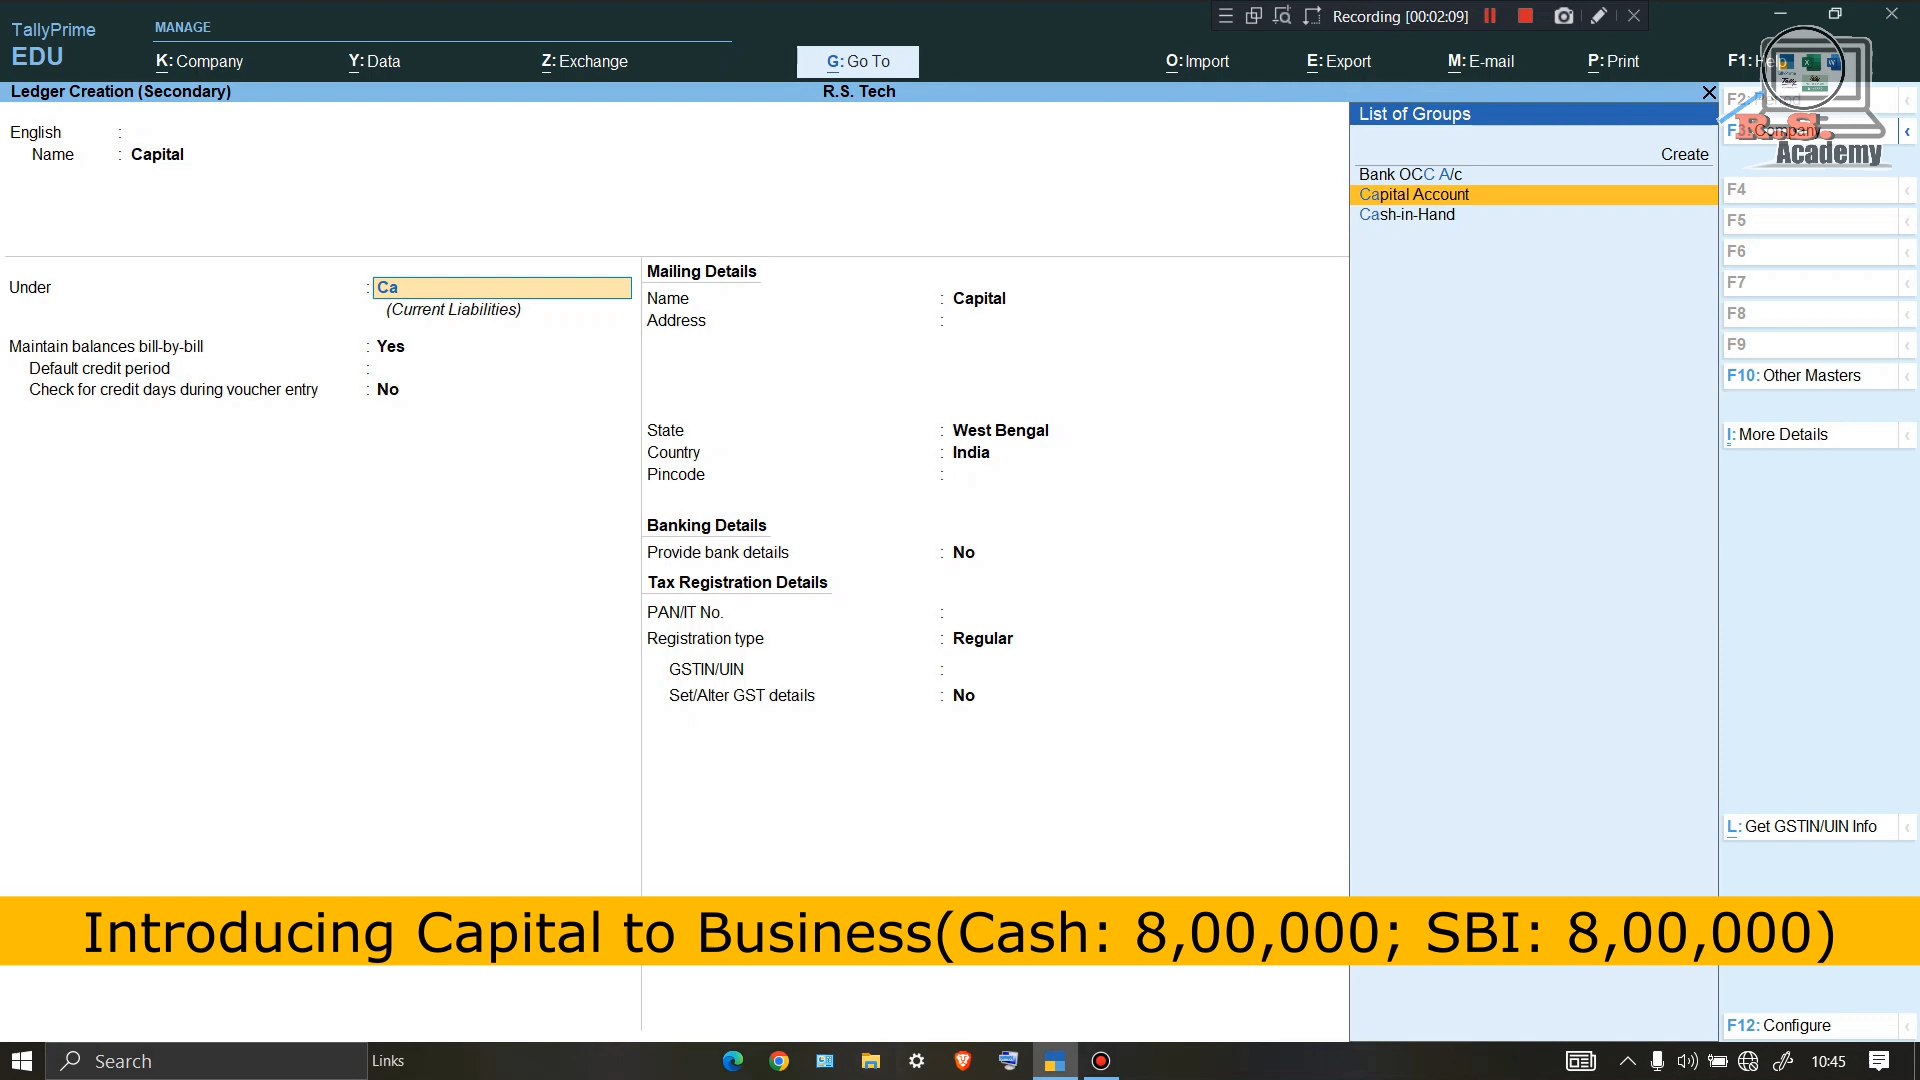 TallyPrime
EDU
MANAGE
K: Company
Y: Data
Z: Exchange
G: Go To
O: Import
E: Export
M: E-mail
P: Print
F1: Help
Recording [00:02:09]
Ledger Creation (Secondary)
R.S. Tech
English :
Name : Capital
Under : Ca
(Current Liabilities)
Maintain balances bill-by-bill : Yes
Default credit period :
Check for credit days during voucher entry : No
Mailing Details
Name : Capital
Address :
State : West Bengal
Country : India
Pincode :
Banking Details
Provide bank details : No
Tax Registration Details
PAN/IT No. :
Registration type : Regular
GSTIN/UIN :
Set/Alter GST details : No
List of Groups
Create
Bank OCC A/c
Capital Account
Cash-in-Hand
F2: Period
F3: Company
R.S.
Academy
F4
F5
F6
F7
F8
F9
F10: Other Masters
I: More Details
L: Get GSTIN/UIN Info
F12: Configure
Introducing Capital to Business(Cash: 8,00,000; SBI: 8,00,000)
Search
Links
10:45